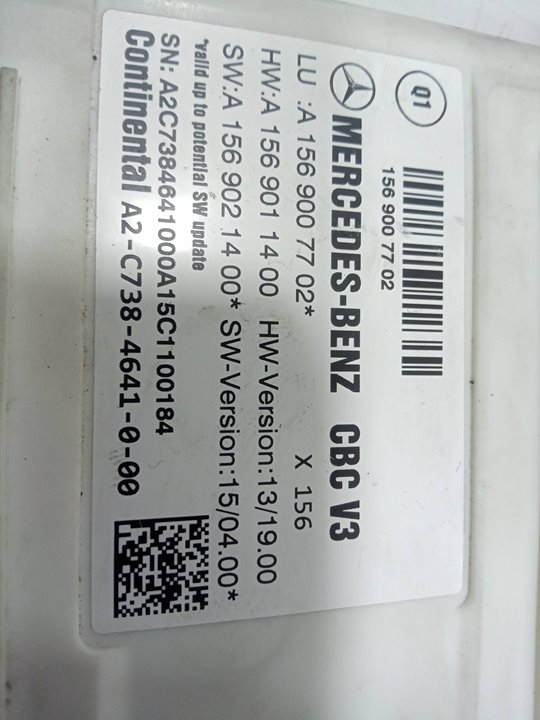 Q1
156 900 77 02
MERCEDES-BENZ CBC V3
LU :A 156 900 77 02* X 156
HW:A 156 901 14 00 HW-Version:13/19.00
SW:A 156 902 14 00* SW-Version:15/04.00*
*valid up to potential SW update
SN: A2C7384641000A15C1100184
Continental A2-C738-4641-0-00